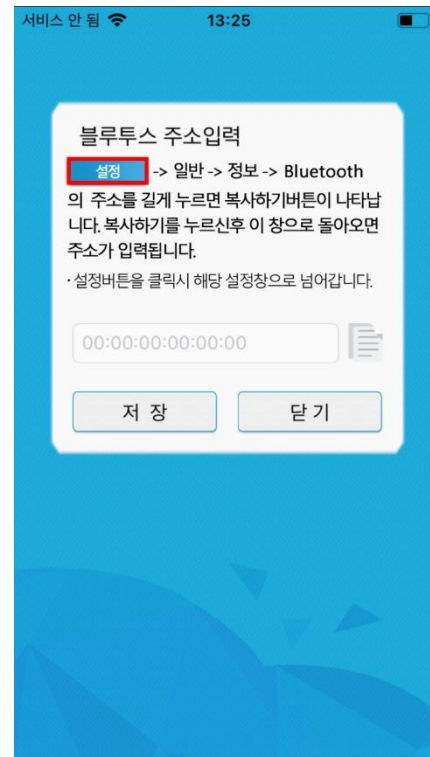 서비스 안 됨 13:25
블루투스 주소입력
설정 -> 일반 -> 정보 -> Bluetooth
의 주소를 길게 누르면 복사하기버튼이 나타납
니다. 복사하기를 누르신후 이 창으로 돌아오면
주소가 입력됩니다.
·설정버튼을 클릭시 해당 설정창으로 넘어갑니다.
00:00:00:00:00:00
저 장 닫 기